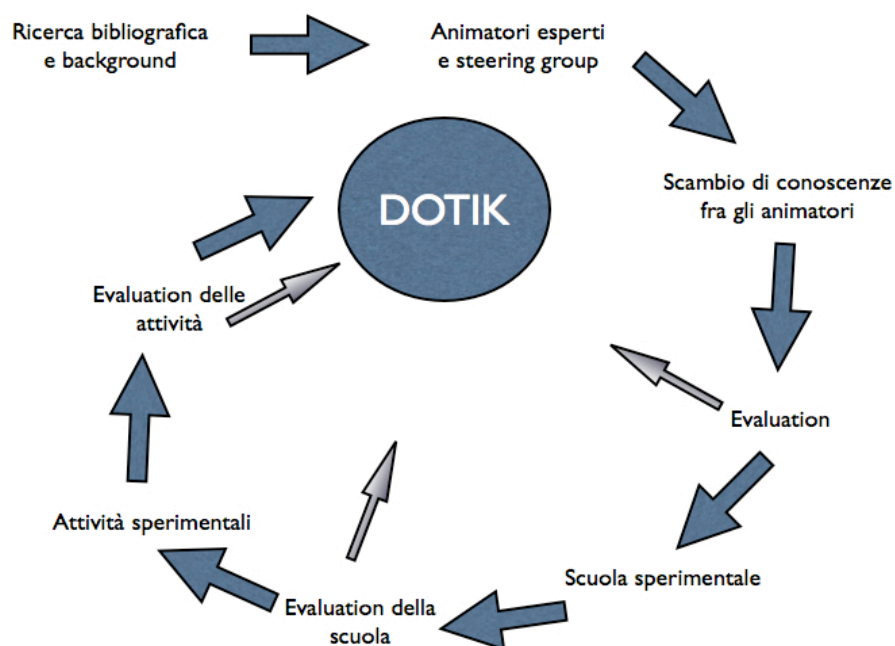 Ricerca bibliografica
e background
Animatori esperti
e steering group
Scambio di conoscenze
fra gli animatori
DOTIK
Evaluation delle
attività
Evaluation
Attività sperimentali
Scuola sperimentale
Evaluation della
scuola